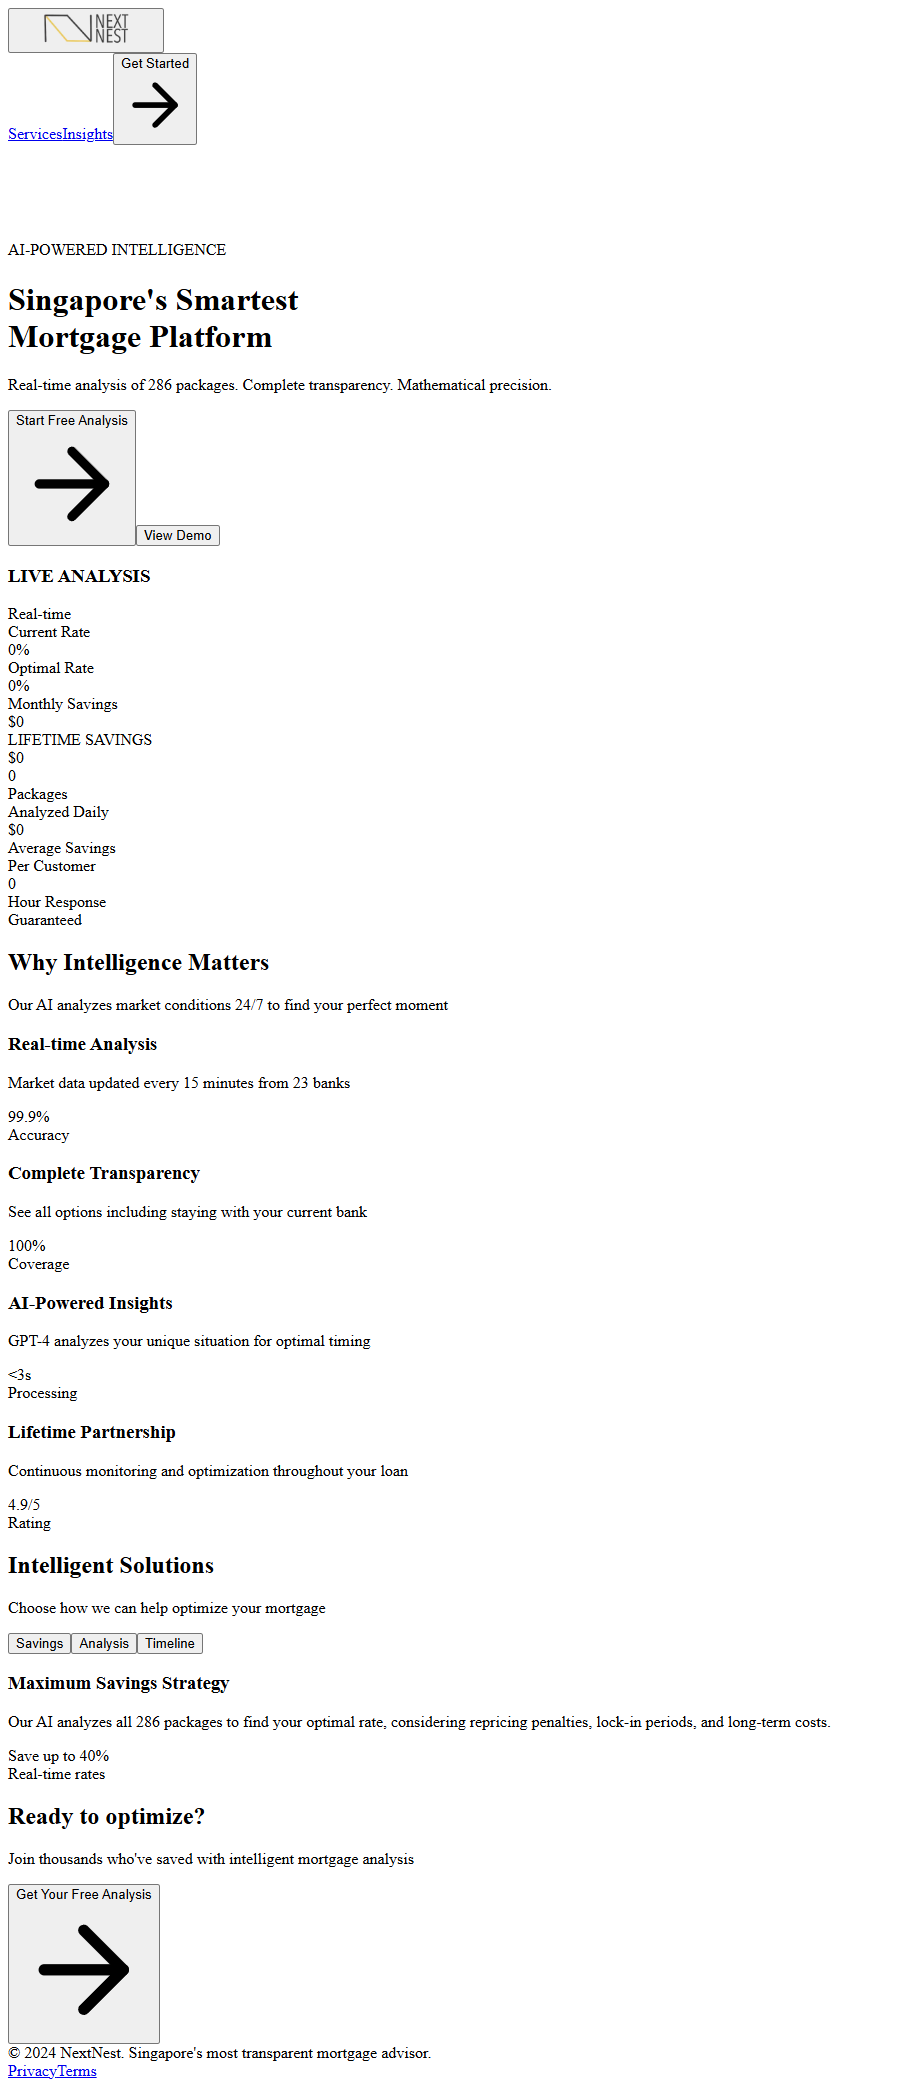 NEXT
NEST
Get Started
ServicesInsights
AI-POWERED INTELLIGENCE
Singapore's Smartest
Mortgage Platform
Real-time analysis of 286 packages. Complete transparency. Mathematical precision.
Start Free Analysis
View Demo
LIVE ANALYSIS
Real-time
Current Rate
0%
Optimal Rate
0%
Monthly Savings
$0
LIFETIME SAVINGS
$0
0
Packages
Analyzed Daily
$0
Average Savings
Per Customer
0
Hour Response
Guaranteed
Why Intelligence Matters
Our AI analyzes market conditions 24/7 to find your perfect moment
Real-time Analysis
Market data updated every 15 minutes from 23 banks
99.9%
Accuracy
Complete Transparency
See all options including staying with your current bank
100%
Coverage
AI-Powered Insights
GPT-4 analyzes your unique situation for optimal timing
<3s
Processing
Lifetime Partnership
Continuous monitoring and optimization throughout your loan
4.9/5
Rating
Intelligent Solutions
Choose how we can help optimize your mortgage
Savings Analysis Timeline
Maximum Savings Strategy
Our AI analyzes all 286 packages to find your optimal rate, considering repricing penalties, lock-in periods, and long-term costs.
Save up to 40%
Real-time rates
Ready to optimize?
Join thousands who've saved with intelligent mortgage analysis
Get Your Free Analysis
© 2024 NextNest. Singapore's most transparent mortgage advisor.
PrivacyTerms